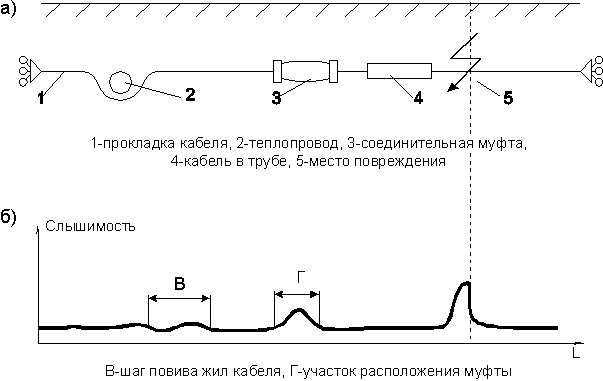 а)
1 2 3 4 5
1-прокладка кабеля, 2-теплопровод, 3-соединительная муфта,
4-кабель в трубе, 5-место повреждения
б)
Слышимость
В Г
L
В-шаг повива жил кабеля, Г-участок расположения муфты